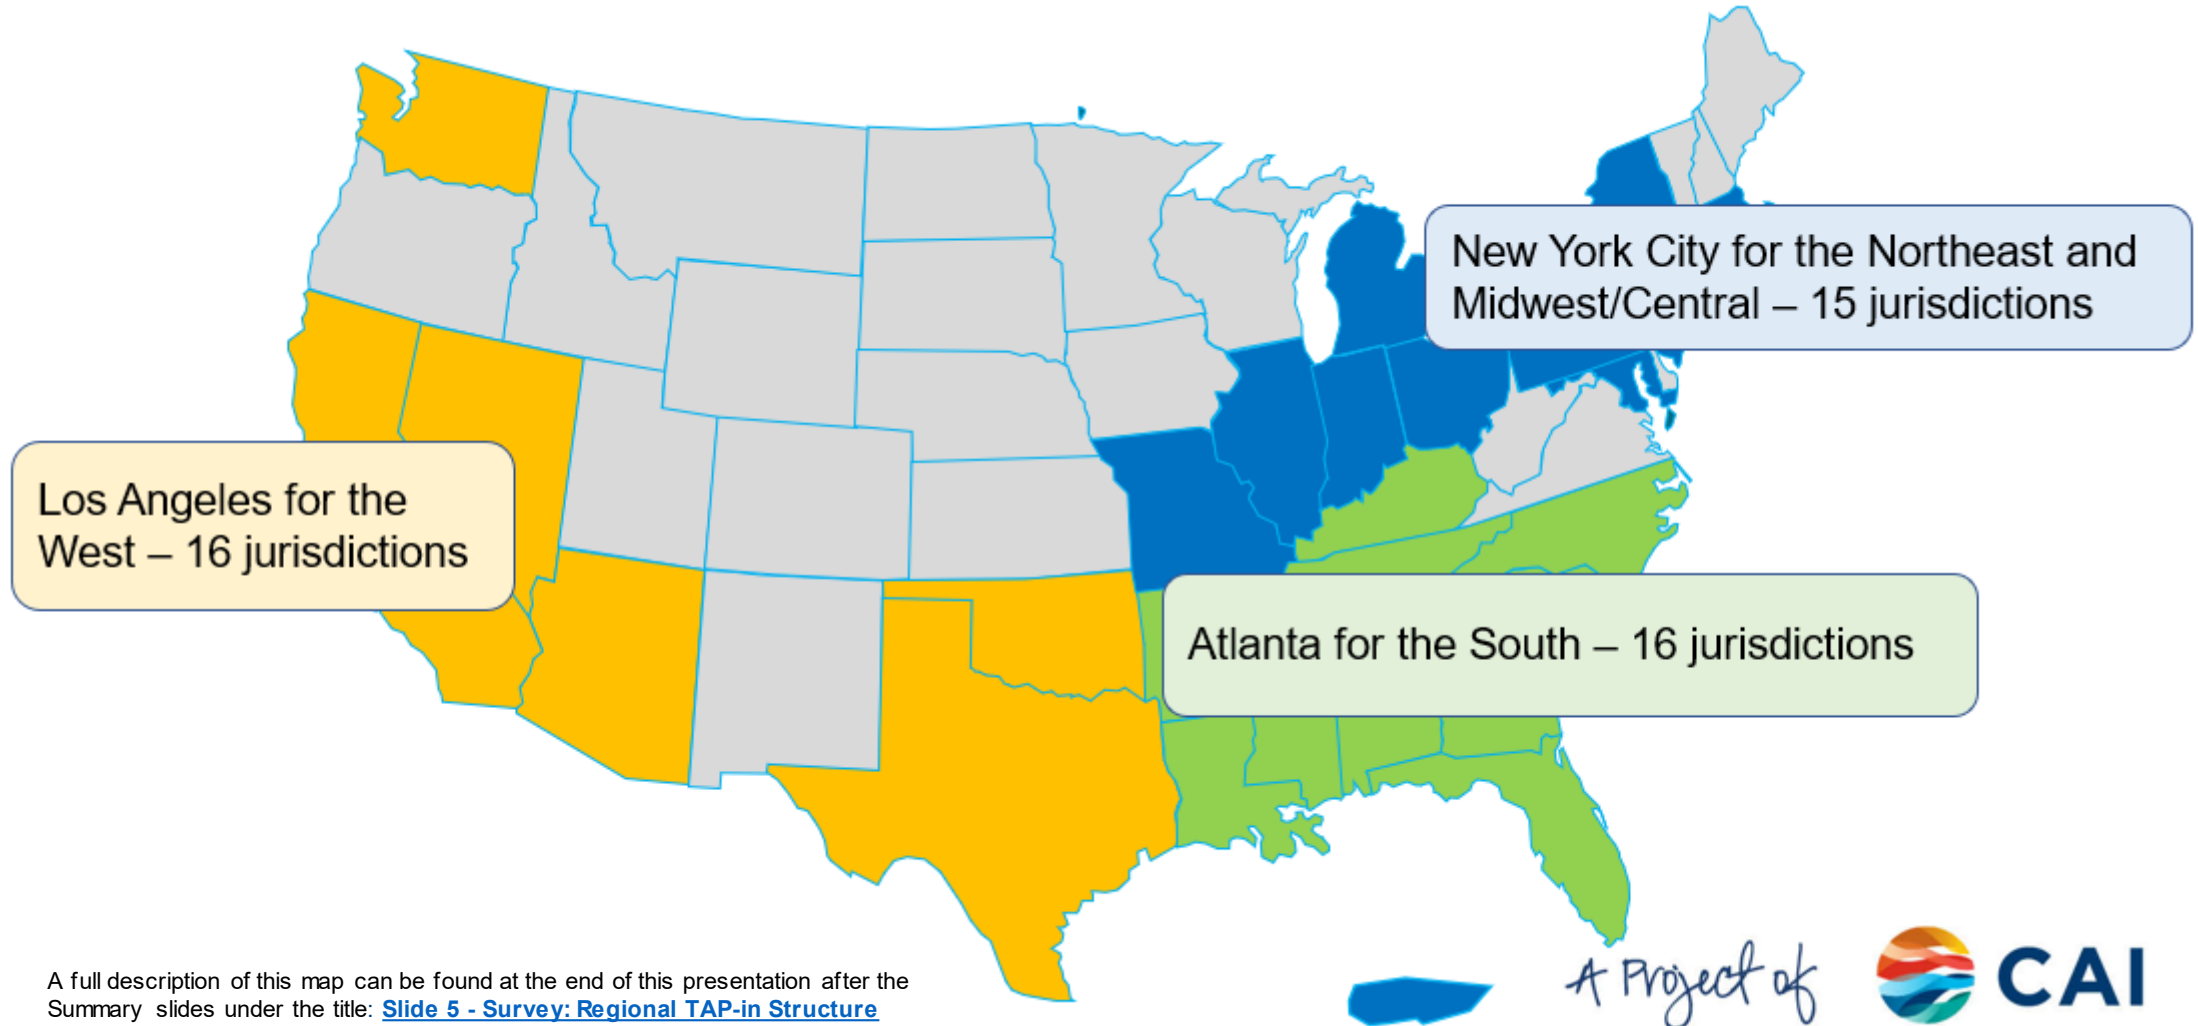 New York City for the Northeast and
Midwest/Central – 15 jurisdictions
Los Angeles for the
West – 16 jurisdictions
Atlanta for the South – 16 jurisdictions
A full description of this map can be found at the end of this presentation after the
Summary slides under the title: Slide 5 - Survey: Regional TAP-in Structure
A Project of
CAI